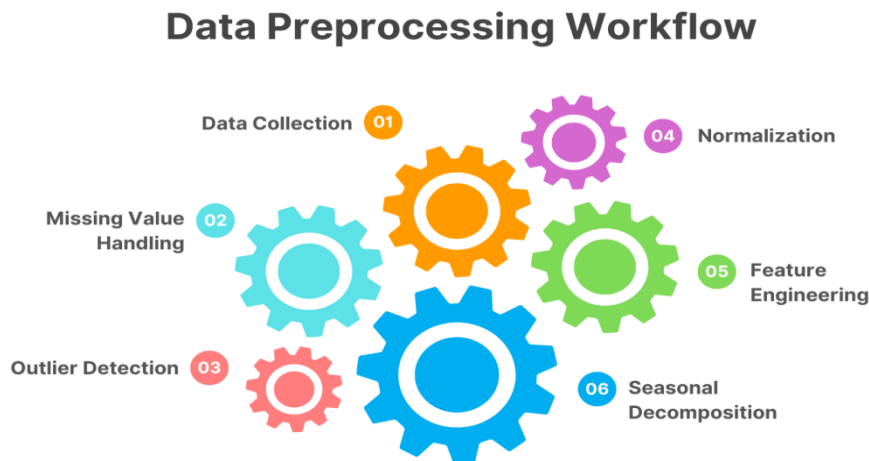 Data Preprocessing Workflow
Data Collection
01
Missing Value
Handling
02
Outlier Detection
03
04
Normalization
05
Feature
Engineering
06
Seasonal
Decomposition